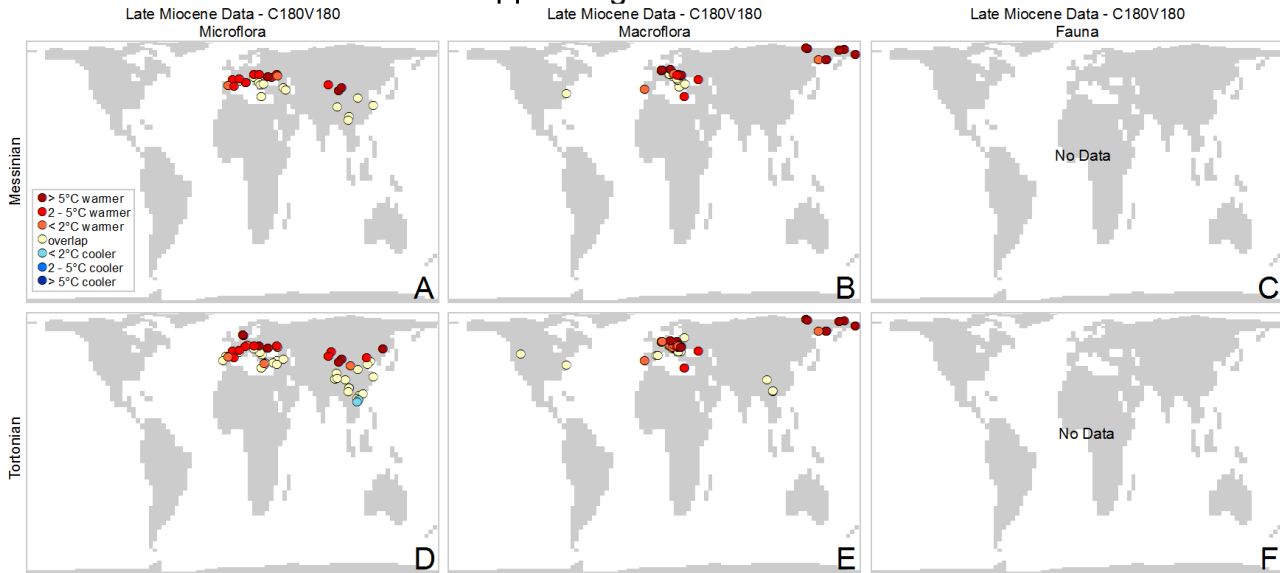 Late Miocene Data - C180V180
Microflora
Late Miocene Data - C180V180
Macroflora
Late Miocene Data - C180V180
Fauna
Messinian
> 5°C warmer
2 - 5°C warmer
< 2°C warmer
overlap
< 2°C cooler
2 - 5°C cooler
> 5°C cooler
A
B
No Data
C
Tortonian
D
E
No Data
F